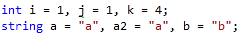 int i = 1, j = 1, k = 4;
string a = "a", a2 = "a", b = "b";